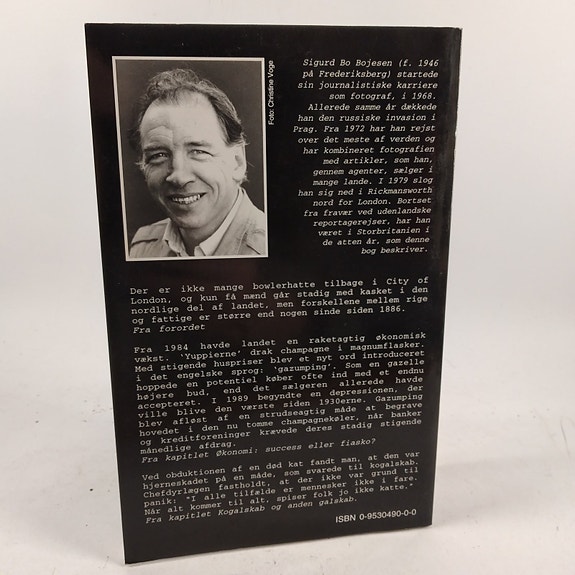 Foto: Christine Voge
Sigurd Bo Bojesen (f. 1946
på Frederiksberg) startede
sin journalistiske karriere
som fotograf, i 1968.
Allerede samme år dækkede
han den russiske invasion i
Prag. Fra 1972 har han rejst
over det meste af verden og
har kombineret fotografien
med artikler, som han,
gennem agenter, sælger i
mange lande. I 1979 slog
han sig ned i Rickmansworth
nord for London. Bortset
fra fravær ved udenlandske
reportagerejser, har han
været i Storbritanien i
de atten år, som denne
bog beskriver.
Der er ikke mange bowlerhatte tilbage i City of
London, og kun få mænd går stadig med kasket i den
nordlige del af landet, men forskellene mellem rige
og fattige er større end nogen sinde siden 1886.
Fra forordet
Fra 1984 havde landet en raketagtig økonomisk
vækst. 'Yuppierne' drak champagne i magnumflasker.
Med stigende huspriser blev et nyt ord introduceret
i det engelske sprog: 'gazumping'. Som en gazelle
hoppede en potentiel køber ofte ind med et endnu
højere bud, end det sælgeren allerede havde
accepteret. I 1989 begyndte en depressionen, der
ville blive den værste siden 1930erne. Gazumping
blev afløst af en strudseagtig måde at begrave
hovedet i den nu tomme champagnekøler, når banker
og kreditforeninger krævede deres stadig stigende
månedlige afdrag.
Fra kapitlet Økonomi: success eller fiasko?
Ved obduktionen af en død kat fandt man, at den var
hjerneskadet på en måde, som svarede til kogalskab.
Chefdyrlægen fastholdt, at der ikke var grund til
panik: "I alle tilfælde er mennesker ikke i fare.
Når alt kommer til alt, spiser folk jo ikke katte."
Fra kapitlet Kogalskab og anden galskab.
ISBN 0-9530490-0-0